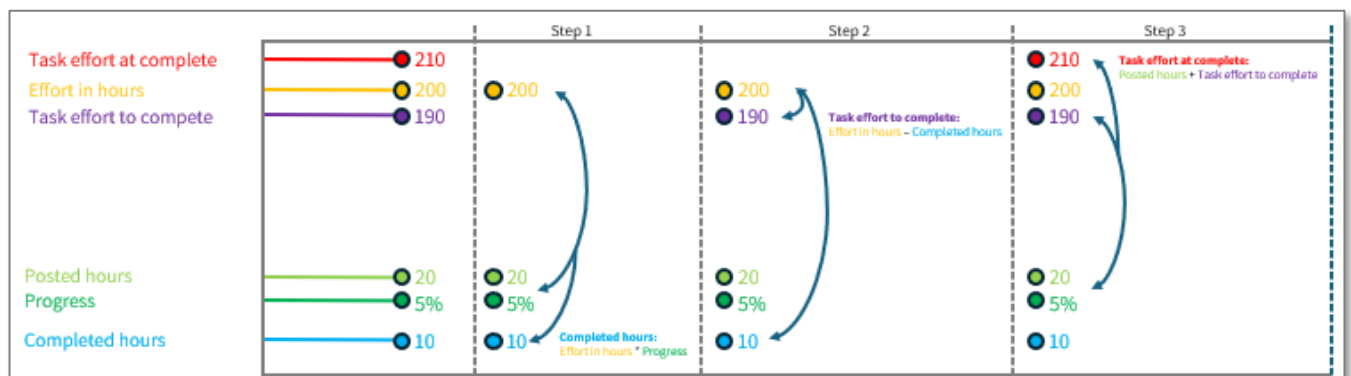 Step 1
Step 2
Step 3
Task effort at complete
210
210
Task effort at complete:
Posted hours + Task effort to complete
Effort in hours
200
200
200
200
Task effort to compete
190
190
Task effort to complete:
Effort in hours – Completed hours
190
Posted hours
20
20
20
20
Progress
5%
5%
5%
5%
Completed hours
10
10
Completed hours:
Effort in hours * Progress
10
10